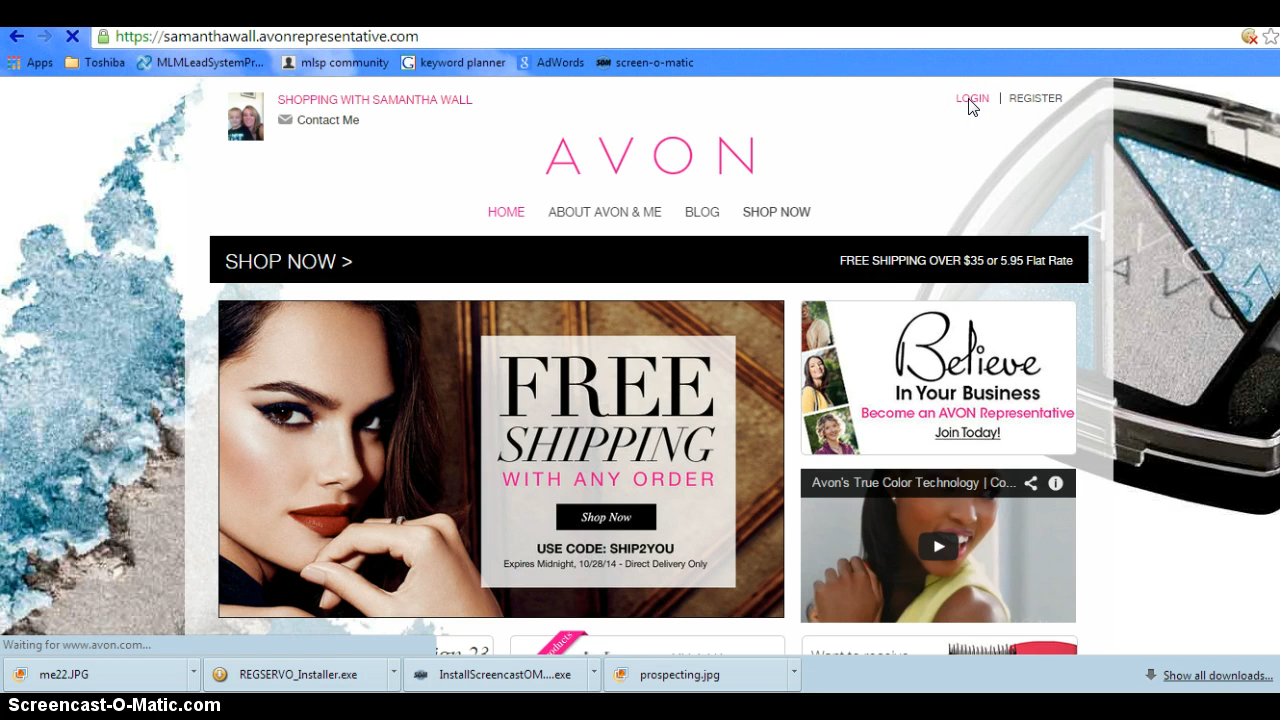 https://samanthawall.avonrepresentative.com
Apps Toshiba MLMLeadSystemPr... mlsp community keyword planner AdWords screen-o-matic
SHOPPING WITH SAMANTHA WALL
Contact Me
LOGIN | REGISTER
AVON
HOME ABOUT AVON & ME BLOG SHOP NOW
SHOP NOW >
FREE SHIPPING OVER $35 or 5.95 Flat Rate
FREE
SHIPPING
WITH ANY ORDER
Shop Now
USE CODE: SHIP2YOU
Expires Midnight, 10/28/14 - Direct Delivery Only
Believe
In Your Business
Become an AVON Representative
Join Today!
Avon's True Color Technology | Co...
AVON
Waiting for www.avon.com...
me22.JPG
REGSERVO_Installer.exe
InstallScreencastOM....exe
prospecting.jpg
Show all downloads...
Screencast-O-Matic.com